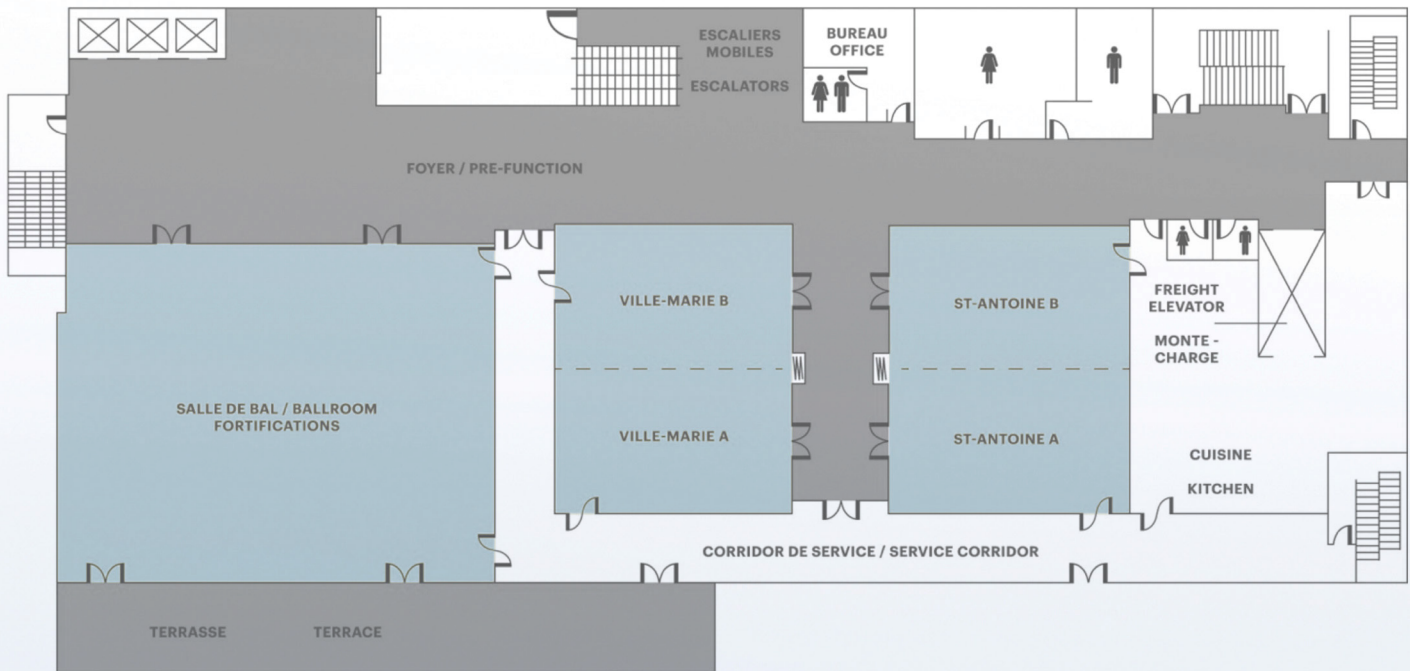 ESCALIERS
MOBILES
ESCALATORS
BUREAU
OFFICE
FOYER / PRE-FUNCTION
VILLE-MARIE B
ST-ANTOINE B
FREIGHT
ELEVATOR
MONTE -
CHARGE
SALLE DE BAL / BALLROOM
FORTIFICATIONS
VILLE-MARIE A
ST-ANTOINE A
CUISINE
KITCHEN
CORRIDOR DE SERVICE / SERVICE CORRIDOR
TERRASSE
TERRACE